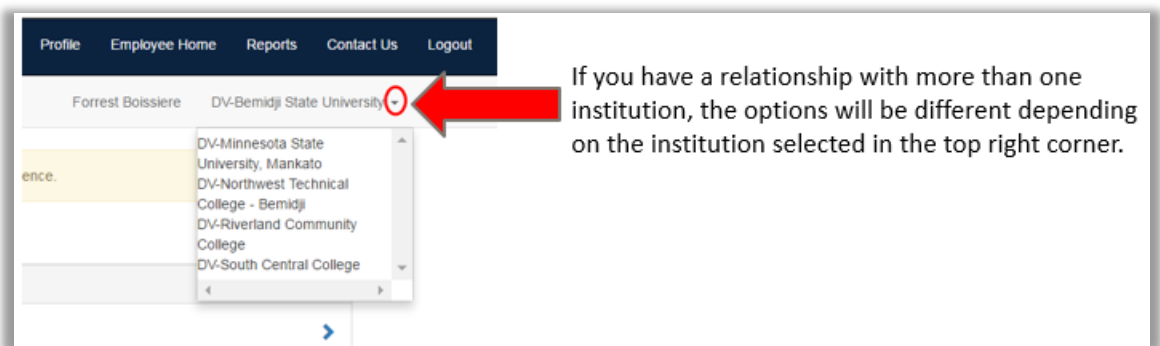 Profile Employee Home Reports Contact Us Logout
Forrest Boissiere DV-Bemidji State University
If you have a relationship with more than one
institution, the options will be different depending
on the institution selected in the top right corner.
DV-Minnesota State
University, Mankato
DV-Northwest Technical
College - Bemidji
DV-Riverland Community
College
DV-South Central College
ence.